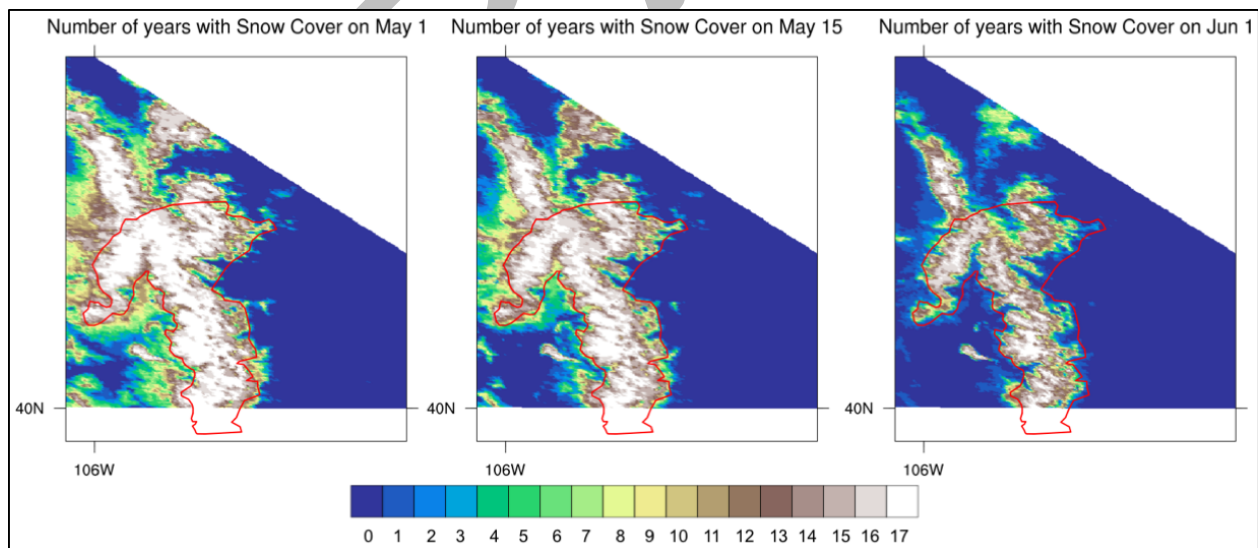 Number of years with Snow Cover on May 1
Number of years with Snow Cover on May 15
Number of years with Snow Cover on Jun 1
40N
40N
40N
106W
106W
106W
0 1 2 3 4 5 6 7 8 9 10 11 12 13 14 15 16 17